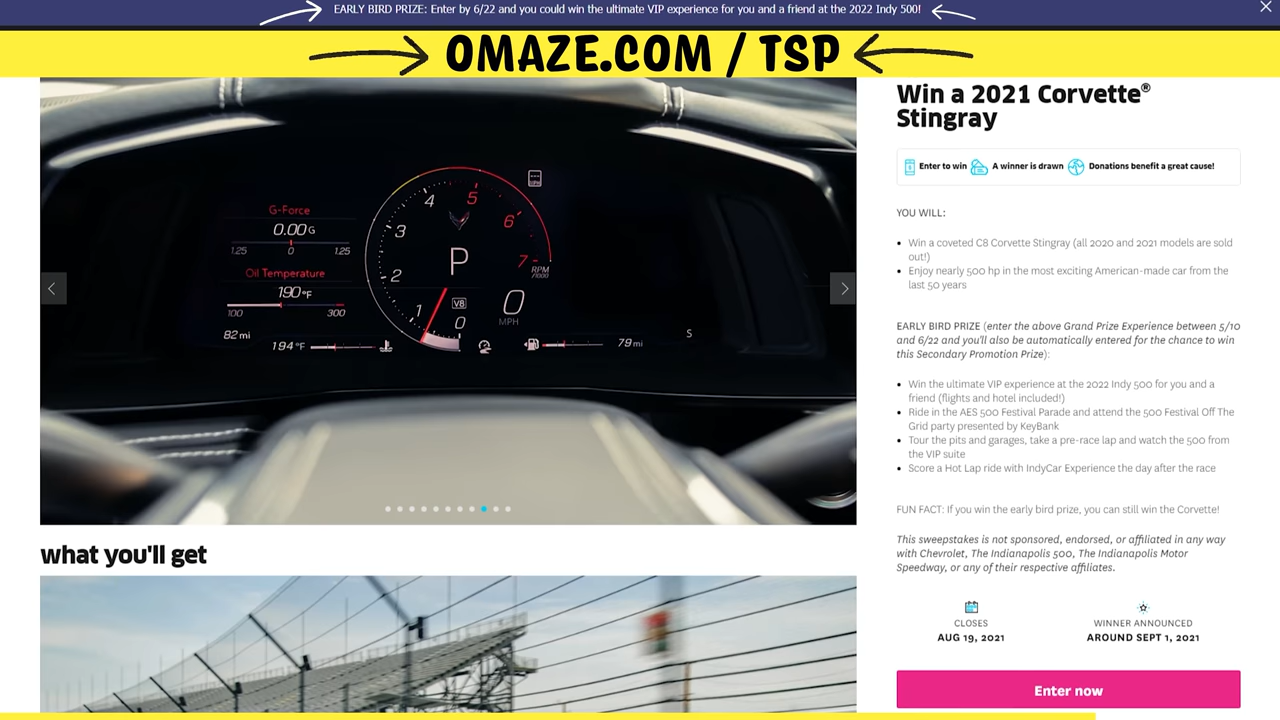 EARLY BIRD PRIZE: Enter by 6/22 and you could win the ultimate VIP experience for you and a friend at the 2022 Indy 500!
OMAZE.COM / TSP
G-Force
0.00 G
1.25 0 1.25
Oil Temperature
190 °F
100 300
82 mi
194 °F
1
2
3
4
5
6
7
RPM
x1000
P
V8
0
0
MPH
79 mi
S
what you'll get
Win a 2021 Corvette®
Stingray
Enter to win
A winner is drawn
Donations benefit a great cause!
YOU WILL:
Win a coveted C8 Corvette Stingray (all 2020 and 2021 models are sold
out!)
Enjoy nearly 500 hp in the most exciting American-made car from the
last 50 years
EARLY BIRD PRIZE (enter the above Grand Prize Experience between 5/10
and 6/22 and you'll also be automatically entered for the chance to win
this Secondary Promotion Prize):
Win the ultimate VIP experience at the 2022 Indy 500 for you and a
friend (flights and hotel included!)
Ride in the AES 500 Festival Parade and attend the 500 Festival Off The
Grid party presented by KeyBank
Tour the pits and garages, take a pre-race lap and watch the 500 from
the VIP suite
Score a Hot Lap ride with IndyCar Experience the day after the race
FUN FACT: If you win the early bird prize, you can still win the Corvette!
This sweepstakes is not sponsored, endorsed, or affiliated in any way
with Chevrolet, The Indianapolis 500, The Indianapolis Motor
Speedway, or any of their respective affiliates.
CLOSES
AUG 19, 2021
WINNER ANNOUNCED
AROUND SEPT 1, 2021
Enter now